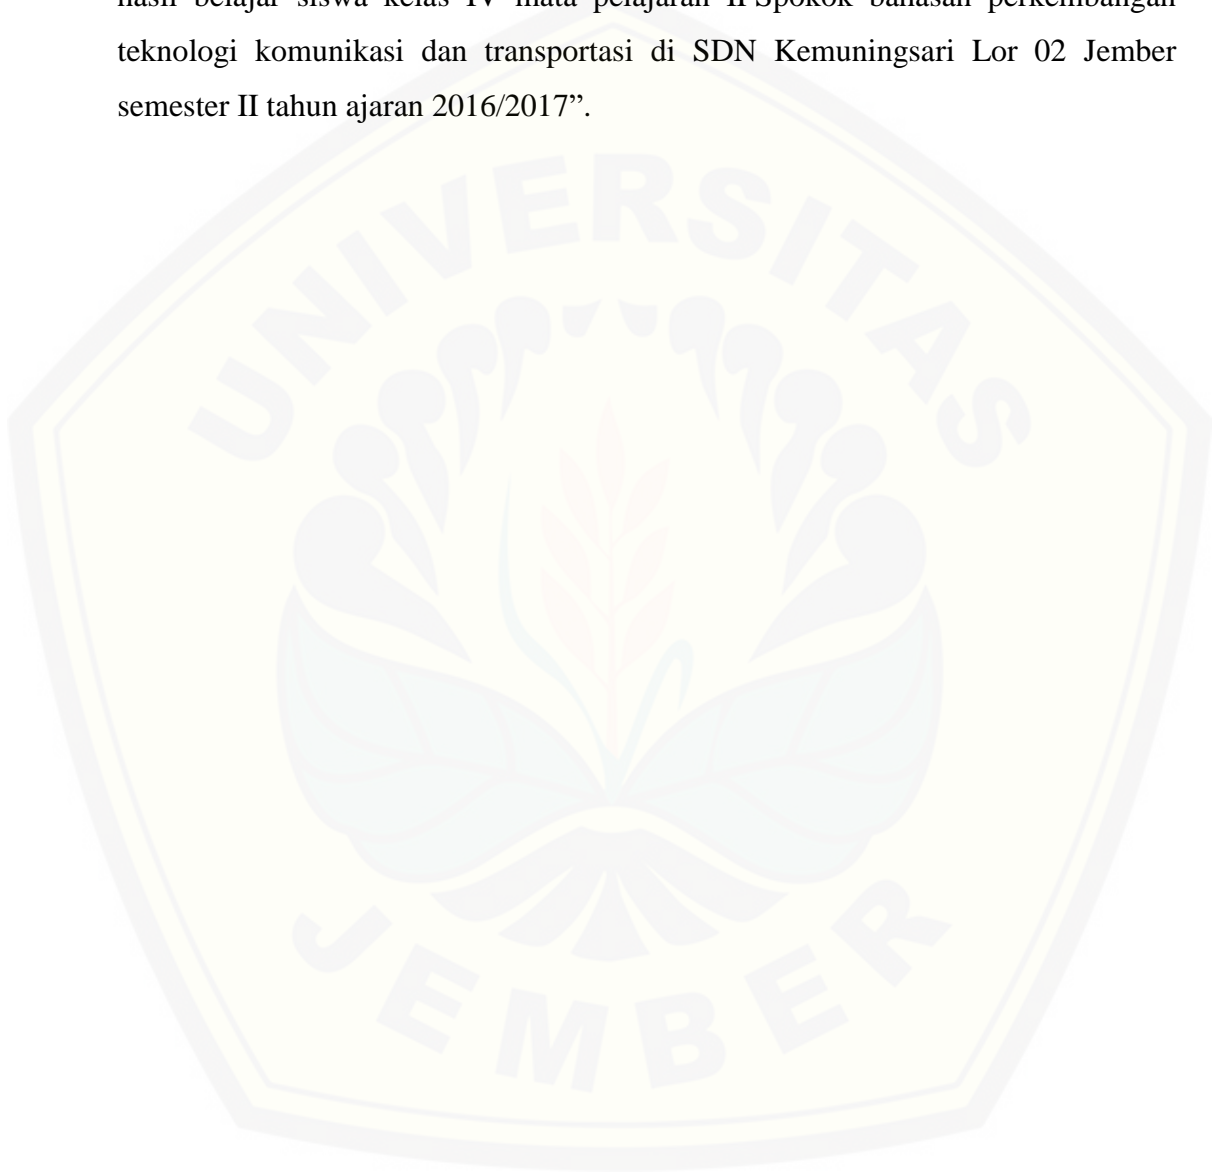 hasil belajar siswa kelas IV mata pelajaran IPSpokok bahasan perkembangan
teknologi komunikasi dan transportasi di SDN Kemuningsari Lor 02 Jember
semester II tahun ajaran 2016/2017”.
UNIVERSITAS
JEMBER